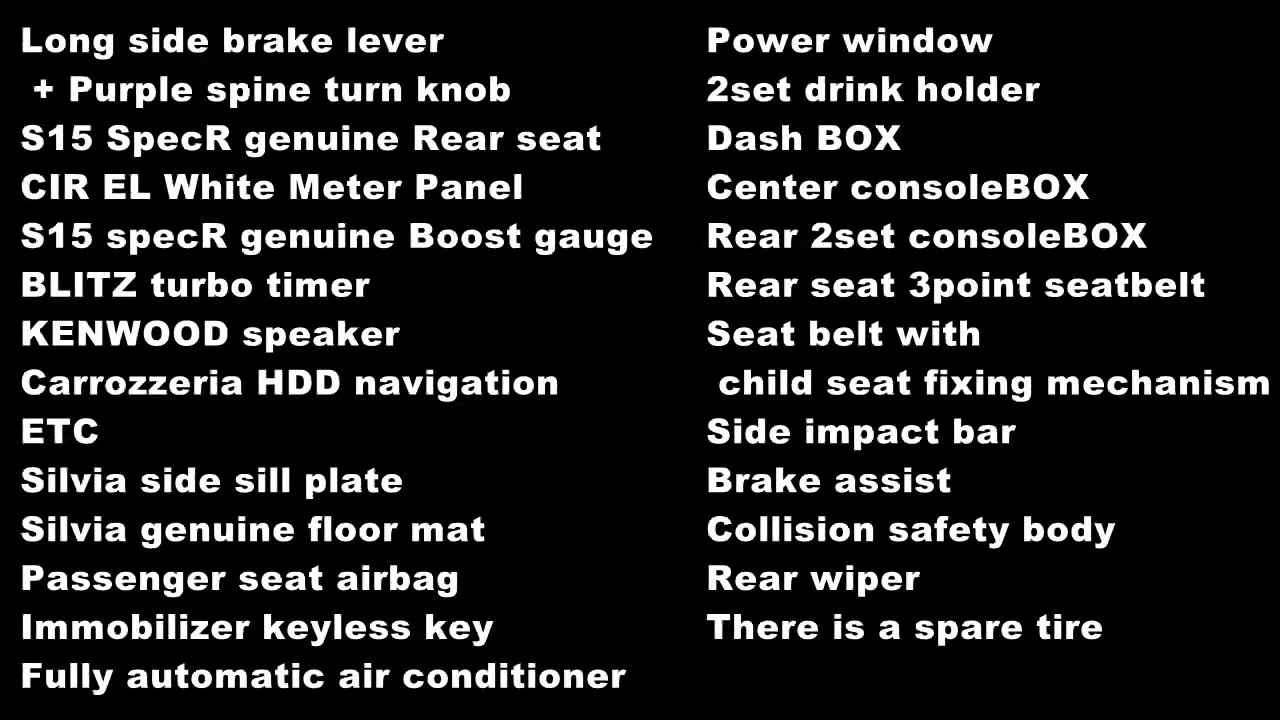 Long side brake lever
+ Purple spine turn knob
S15 SpecR genuine Rear seat
CIR EL White Meter Panel
S15 specR genuine Boost gauge
BLITZ turbo timer
KENWOOD speaker
Carrozzeria HDD navigation
ETC
Silvia side sill plate
Silvia genuine floor mat
Passenger seat airbag
Immobilizer keyless key
Fully automatic air conditioner
Power window
2set drink holder
Dash BOX
Center consoleBOX
Rear 2set consoleBOX
Rear seat 3point seatbelt
Seat belt with
child seat fixing mechanism
Side impact bar
Brake assist
Collision safety body
Rear wiper
There is a spare tire